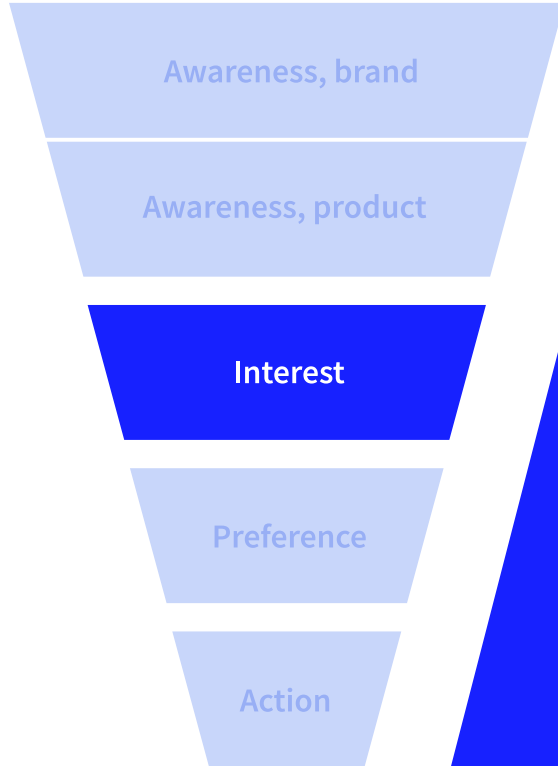 Awareness, brand
Awareness, product
Interest
Preference
Action